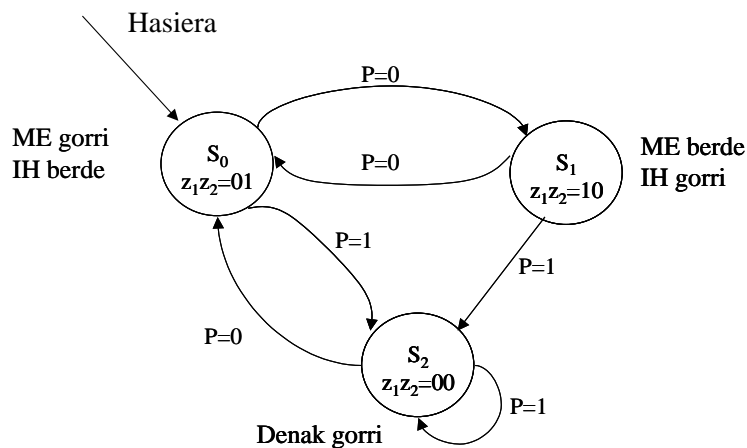 Hasiera
P=0
ME gorri
IH berde
S₀
z₁z₂=01
P=0
S₁
z₁z₂=10
ME berde
IH gorri
P=1
P=1
P=0
S₂
z₁z₂=00
P=1
Denak gorri